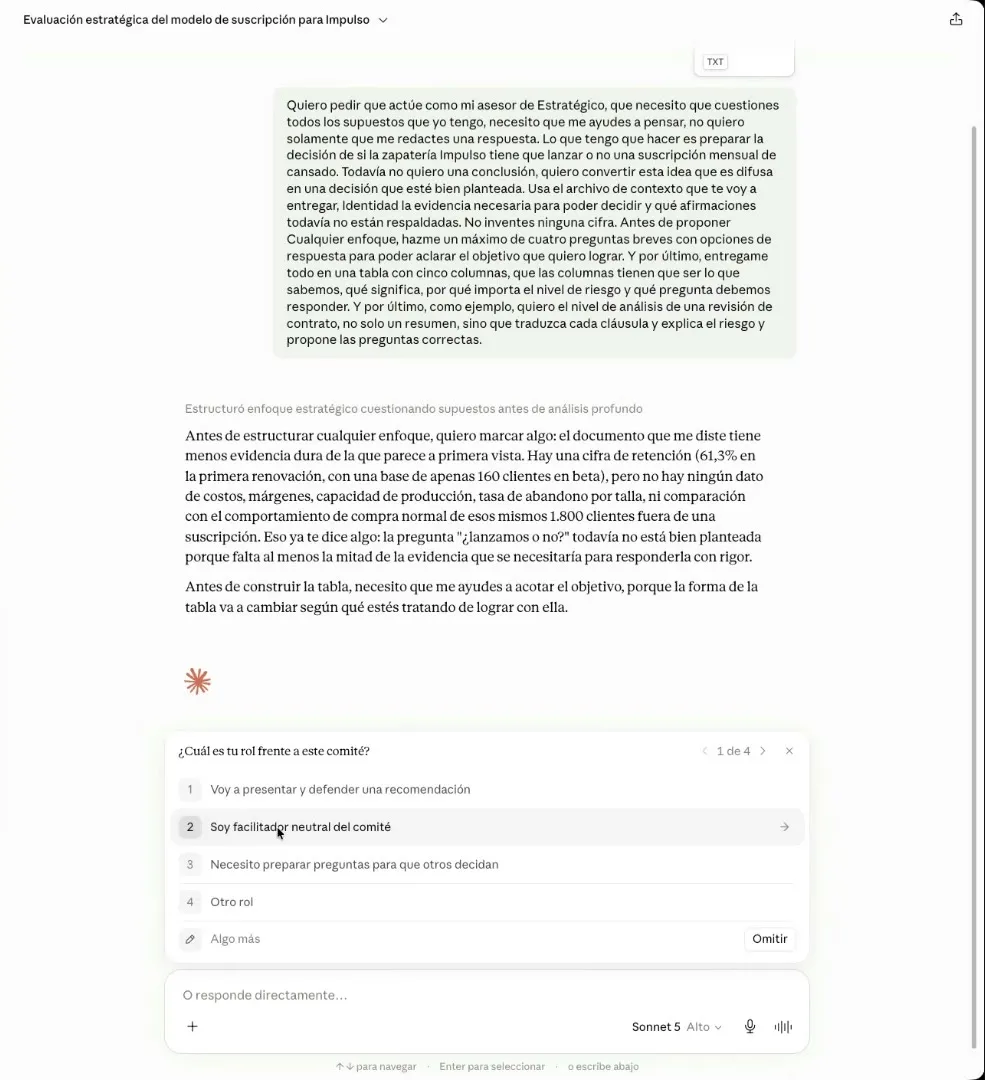 Evaluación estratégica del modelo de suscripción para Impulso
TXT
Quiero pedir que actúe como mi asesor de Estratégico, que necesito que cuestiones
todos los supuestos que yo tengo, necesito que me ayudes a pensar, no quiero
solamente que me redactes una respuesta. Lo que tengo que hacer es preparar la
decisión de si la zapatería Impulso tiene que lanzar o no una suscripción mensual de
cansado. Todavía no quiero una conclusión, quiero convertir esta idea que es difusa
en una decisión que esté bien planteada. Usa el archivo de contexto que te voy a
entregar, Identidad la evidencia necesaria para poder decidir y qué afirmaciones
todavía no están respaldadas. No inventes ninguna cifra. Antes de proponer
Cualquier enfoque, hazme un máximo de cuatro preguntas breves con opciones de
respuesta para poder aclarar el objetivo que quiero lograr. Y por último, entregame
todo en una tabla con cinco columnas, que las columnas tienen que ser lo que
sabemos, qué significa, por qué importa el nivel de riesgo y qué pregunta debemos
responder. Y por último, como ejemplo, quiero el nivel de análisis de una revisión de
contrato, no solo un resumen, sino que traduzca cada cláusula y explica el riesgo y
propone las preguntas correctas.
Estructuró enfoque estratégico cuestionando supuestos antes de análisis profundo
Antes de estructurar cualquier enfoque, quiero marcar algo: el documento que me diste tiene
menos evidencia dura de la que parece a primera vista. Hay una cifra de retención (61,3% en
la primera renovación, con una base de apenas 160 clientes en beta), pero no hay ningún dato
de costos, márgenes, capacidad de producción, tasa de abandono por talla, ni comparación
con el comportamiento de compra normal de esos mismos 1.800 clientes fuera de una
suscripción. Eso ya te dice algo: la pregunta "¿lanzamos o no?" todavía no está bien planteada
porque falta al menos la mitad de la evidencia que se necesitaría para responderla con rigor.
Antes de construir la tabla, necesito que me ayudes a acotar el objetivo, porque la forma de la
tabla va a cambiar según qué estés tratando de lograr con ella.
¿Cuál es tu rol frente a este comité?
1 de 4
1 Voy a presentar y defender una recomendación
2 Soy facilitador neutral del comité
3 Necesito preparar preguntas para que otros decidan
4 Otro rol
Algo más
Omitir
O responde directamente…
Sonnet 5 Alto
↑↓ para navegar · Enter para seleccionar · o escribe abajo